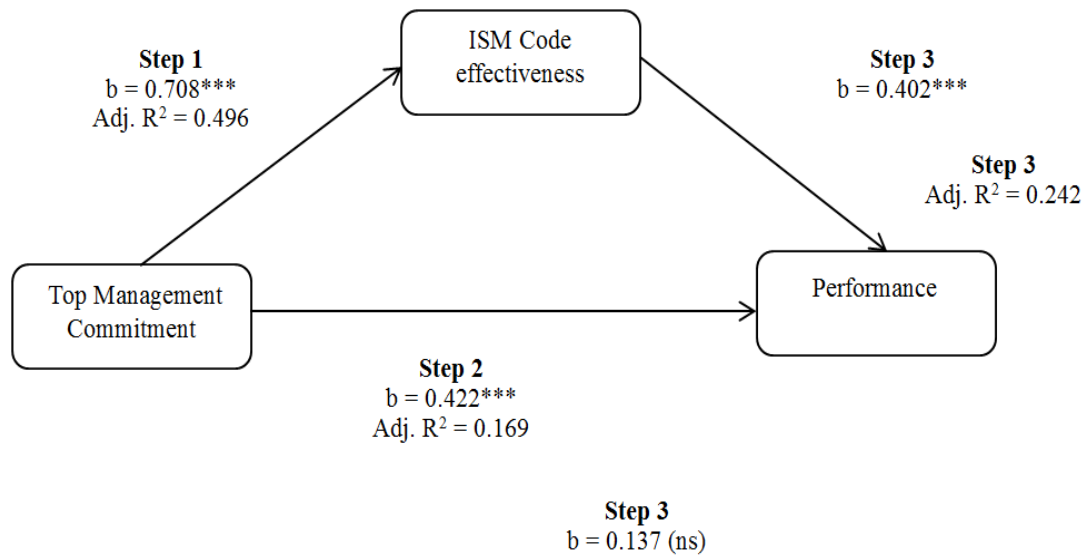 ISM Code
effectiveness
Step 1
b = 0.708***
Adj. R² = 0.496
Step 3
b = 0.402***
Step 3
Adj. R² = 0.242
Top Management
Commitment
Performance
Step 2
b = 0.422***
Adj. R² = 0.169
Step 3
b = 0.137 (ns)